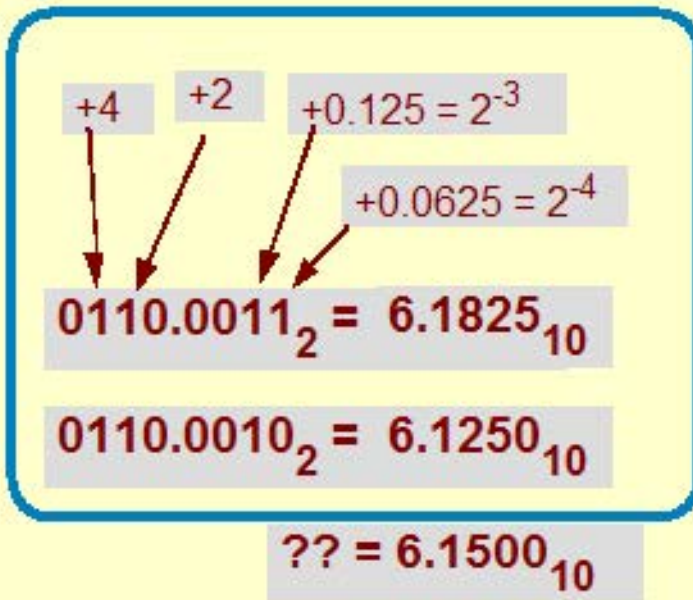 +4 +2 +0.125 = 2⁻³
+0.0625 = 2⁻⁴
0110.0011₂ = 6.1825₁₀
0110.0010₂ = 6.1250₁₀
?? = 6.1500₁₀